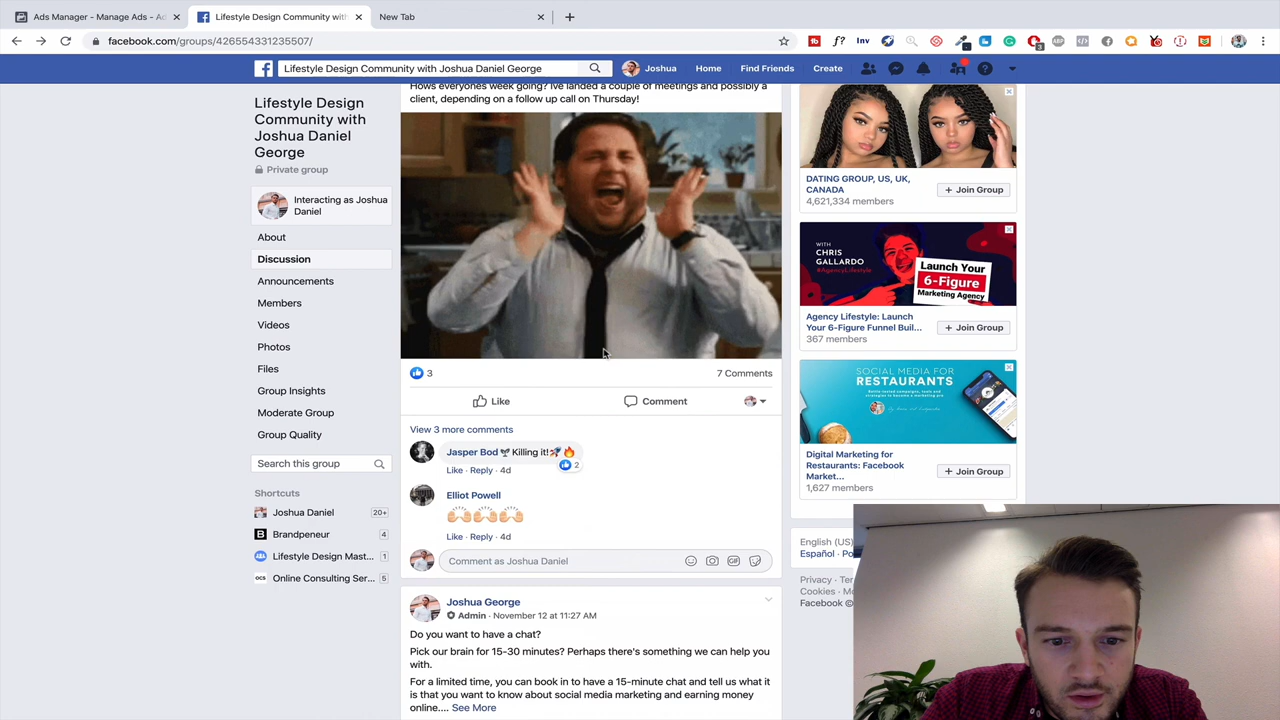 Ads Manager - Manage Ads - Ad
Lifestyle Design Community with
New Tab
facebook.com/groups/426554331235507/
f?
Inv
3
ABP
Lifestyle Design Community with Joshua Daniel George
Joshua
Home
Find Friends
Create
Lifestyle Design
Community with
Joshua Daniel
George
Private group
Interacting as Joshua
Daniel
About
Discussion
Announcements
Members
Videos
Photos
Files
Group Insights
Moderate Group
Group Quality
Search this group
Shortcuts
Joshua Daniel 20+
B Brandpeneur 4
Lifestyle Design Mast... 1
OCS Online Consulting Ser... 5
Hows everyones week going? Ive landed a couple of meetings and possibly a
client, depending on a follow up call on Thursday!
3
7 Comments
Like
Comment
View 3 more comments
Jasper Bod 🌱 Killing it!🚀🔥
Like · Reply · 4d
2
Elliot Powell
👏🏼👏🏼👏🏼
Like · Reply · 4d
Comment as Joshua Daniel
GIF
Joshua George
Admin · November 12 at 11:27 AM
Do you want to have a chat?
Pick our brain for 15-30 minutes? Perhaps there's something we can help you
with.
For a limited time, you can book in to have a 15-minute chat and tell us what it
is that you want to know about social media marketing and earning money
online.... See More
DATING GROUP, US, UK,
CANADA
4,621,334 members
+ Join Group
WITH
CHRIS
GALLARDO
#AgencyLifestyle
Launch Your
6-Figure
Marketing Agency
Agency Lifestyle: Launch
Your 6-Figure Funnel Buil...
367 members
+ Join Group
SOCIAL MEDIA FOR
RESTAURANTS
Digital Marketing for
Restaurants: Facebook
Market...
1,627 members
+ Join Group
English (US)
Español · Po
Privacy · Ter
Cookies · Mo
Facebook ©